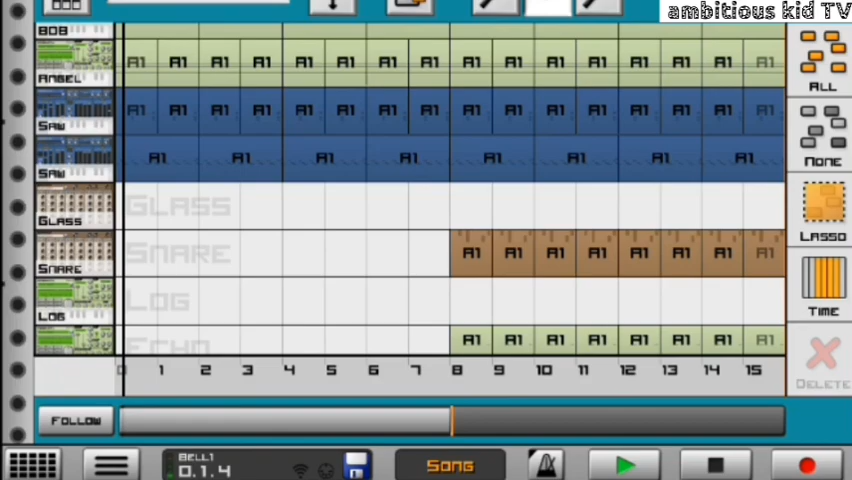 ambitious kid TV
808
A1 A1 A1 A1 A1 A1 A1 A1 A1 A1 A1 A1 A1 A1 A1 A1
Angel
ALL
A1 A1 A1 A1 A1 A1 A1 A1 A1 A1 A1 A1 A1 A1 A1 A1
Saw
A1 A1 A1 A1 A1 A1 A1 A1
Saw
None
Glass
Glass
Lasso
Snare
A1 A1 A1 A1 A1 A1 A1 A1
Snare
Log
Log
Time
Echo
A1 A1 A1 A1 A1 A1 A1 A1
0 1 2 3 4 5 6 7 8 9 10 11 12 13 14 15
Delete
Follow
Bell1
0.1.4
Song